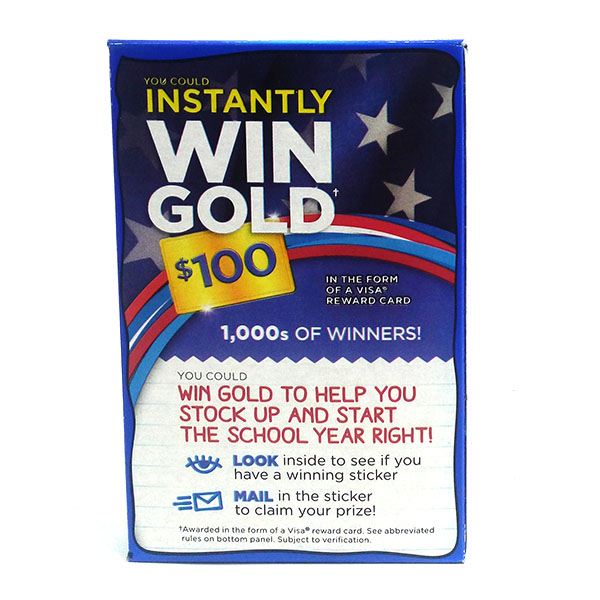 YOU COULD
INSTANTLY
WIN
GOLD†
$100
IN THE FORM
OF A VISA®
REWARD CARD
1,000s OF WINNERS!
YOU COULD
WIN GOLD TO HELP YOU
STOCK UP AND START
THE SCHOOL YEAR RIGHT!
LOOK inside to see if you
have a winning sticker
MAIL in the sticker
to claim your prize!
†Awarded in the form of a Visa® reward card. See abbreviated
rules on bottom panel. Subject to verification.